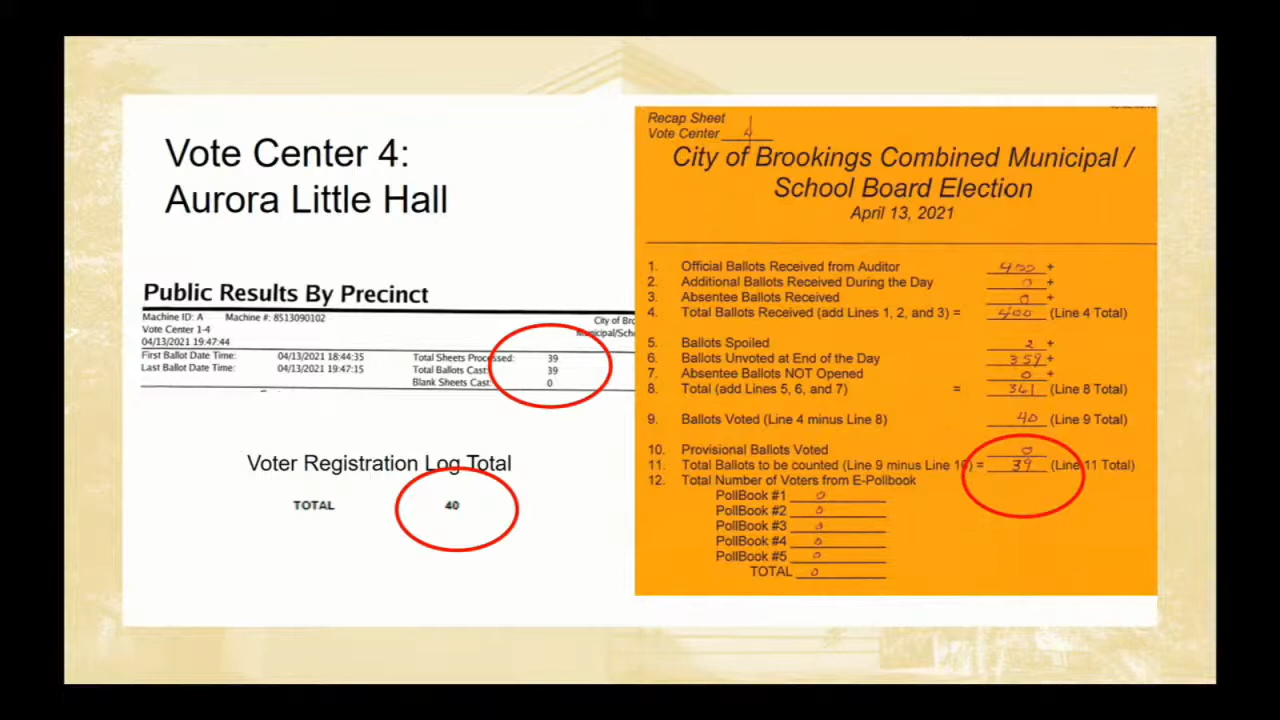 Vote Center 4:
Aurora Little Hall
Public Results By Precinct
Machine ID: A Machine #: 8513090102
Vote Center 1-4
04/13/2021 19:47:44
City of Bro
Municipal/Scho
First Ballot Date Time: 04/13/2021 18:44:35 Total Sheets Processed: 39
Last Ballot Date Time: 04/13/2021 19:47:15 Total Ballots Cast: 39
Blank Sheets Cast: 0
Voter Registration Log Total
TOTAL 40
Recap Sheet
Vote Center 4
City of Brookings Combined Municipal /
School Board Election
April 13, 2021
1. Official Ballots Received from Auditor 400 +
2. Additional Ballots Received During the Day 0 +
3. Absentee Ballots Received 0 +
4. Total Ballots Received (add Lines 1, 2, and 3) = 400 (Line 4 Total)
5. Ballots Spoiled 2 +
6. Ballots Unvoted at End of the Day 359 +
7. Absentee Ballots NOT Opened 0 +
8. Total (add Lines 5, 6, and 7) = 361 (Line 8 Total)
9. Ballots Voted (Line 4 minus Line 8) 40 (Line 9 Total)
10. Provisional Ballots Voted 0
11. Total Ballots to be counted (Line 9 minus Line 10) = 39 (Line 11 Total)
12. Total Number of Voters from E-Pollbook
PollBook #1 0
PollBook #2 0
PollBook #3 0
PollBook #4 0
PollBook #5 0
TOTAL 0